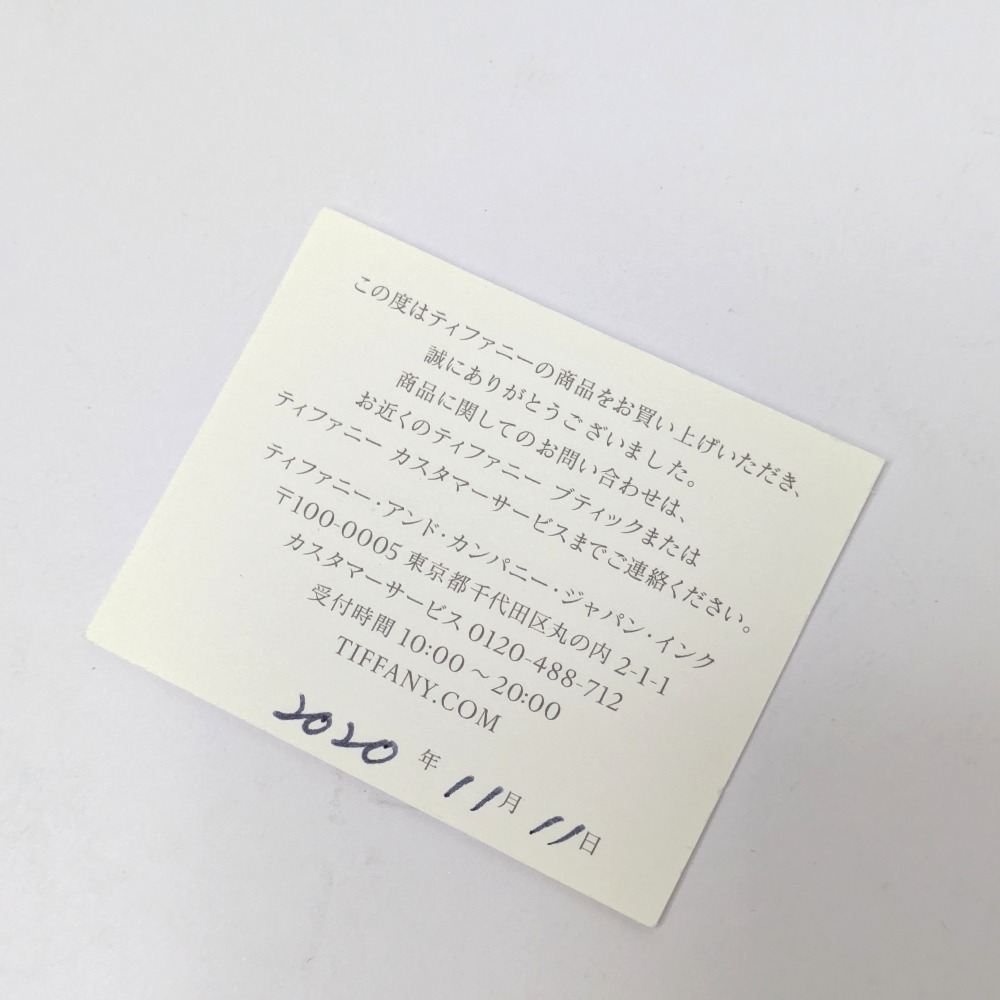 この度はティファニーの商品をお買い上げいただき、
誠にありがとうございました。
商品に関してのお問い合わせは、
お近くのティファニー ブティックまたは
ティファニー カスタマーサービスまでご連絡ください。
ティファニー・アンド・カンパニー・ジャパン・インク
〒100-0005 東京都千代田区丸の内 2-1-1
カスタマーサービス 0120-488-712
受付時間 10:00 ~ 20:00
TIFFANY.COM
2020 年 11 月 11 日